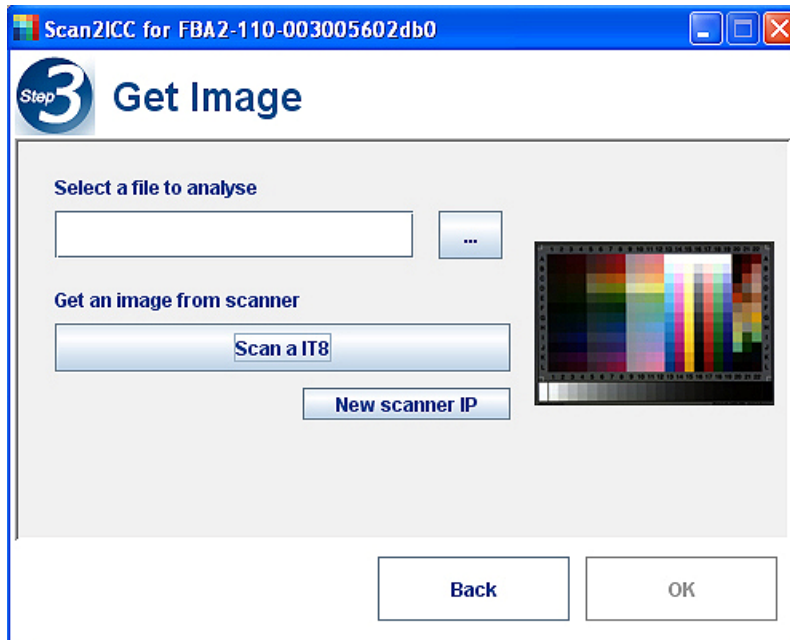 Scan2ICC for FBA2-110-003005602db0
Step 3 Get Image
Select a file to analyse
...
Get an image from scanner
Scan a IT8
New scanner IP
Back OK